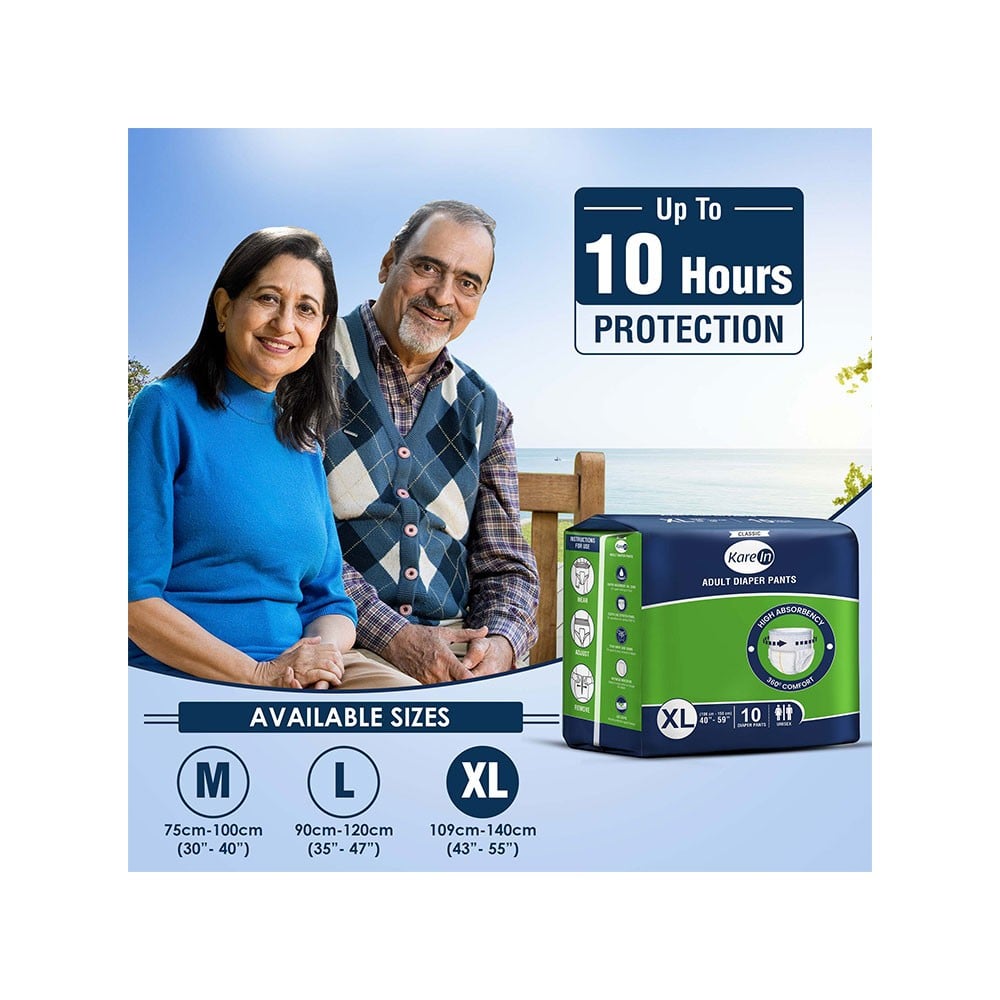 Up To
10 Hours
PROTECTION
INSTRUCTIONS
FOR USE
WEAR
ADJUST
REMOVE
CLASSIC
Kare In
ADULT DIAPER PANTS
HIGH ABSORBENCY
360° COMFORT
XL
40"- 59"
10
DIAPER PANTS
UNISEX
AVAILABLE SIZES
M L XL
75cm-100cm 90cm-120cm 109cm-140cm
(30”- 40”) (35”- 47”) (43”- 55”)